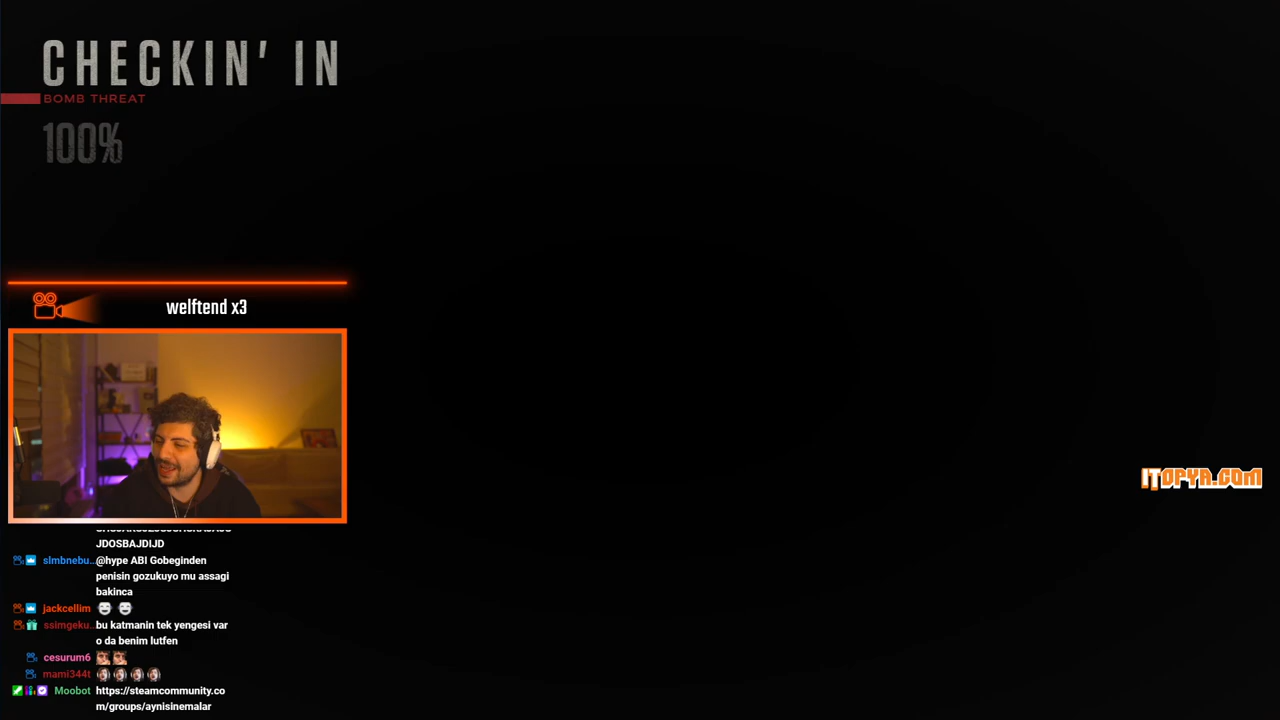 CHECKIN' IN
BOMB THREAT
100%
welftend x3
ITOPYA.COM
JDOSBAJDIJD
slmbnebu.. @hype ABI Gobeginden
penisin gozukuyo mu assagi
bakinca
jackcellim
ssimgeku.. bu katmanin tek yengesi var
o da benim lutfen
cesurum6
mami344t
Moobot https://steamcommunity.co
m/groups/aynisinemalar